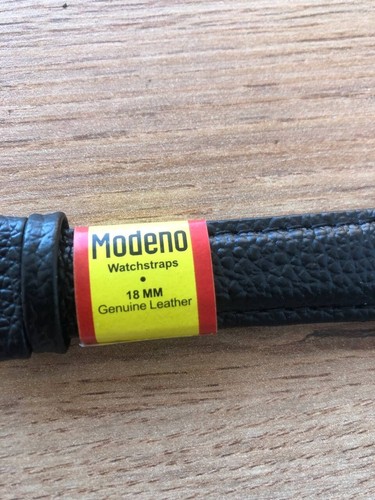 Modeno
Watchstraps
•
18 MM
Genuine Leather